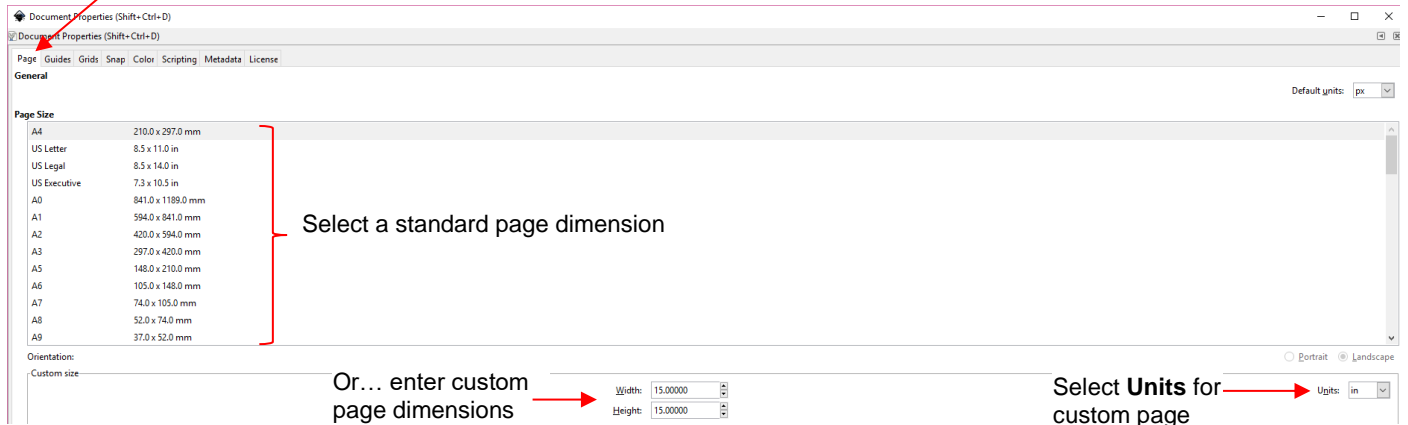 Document Properties (Shift+Ctrl+D)
Document Properties (Shift+Ctrl+D)
Page Guides Grids Snap Color Scripting Metadata License
General
Default units: px
Page Size
A4 210.0 x 297.0 mm
US Letter 8.5 x 11.0 in
US Legal 8.5 x 14.0 in
US Executive 7.3 x 10.5 in
A0 841.0 x 1189.0 mm
A1 594.0 x 841.0 mm
A2 420.0 x 594.0 mm
A3 297.0 x 420.0 mm
A5 148.0 x 210.0 mm
A6 105.0 x 148.0 mm
A7 74.0 x 105.0 mm
A8 52.0 x 74.0 mm
A9 37.0 x 52.0 mm
Select a standard page dimension
Orientation: Portrait Landscape
Custom size
Or… enter custom
page dimensions
Width: 15.00000
Height: 15.00000
Select Units for
custom page
Units: in